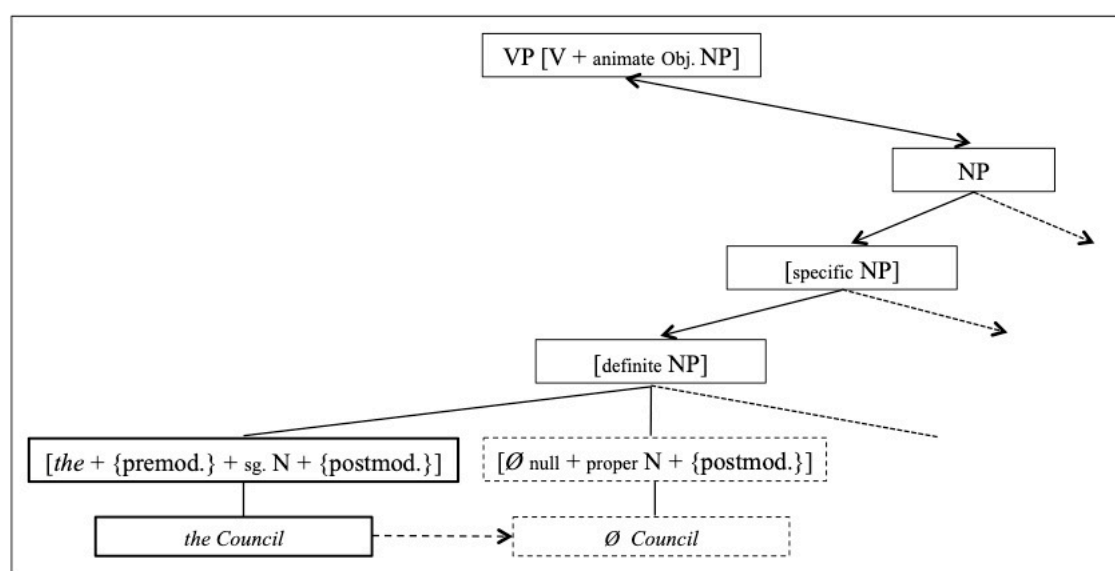 VP [V + animate Obj. NP]
NP
[specific NP]
[definite NP]
[the + {premod.} + sg. N + {postmod.}]
[Ø null + proper N + {postmod.}]
the Council
Ø Council